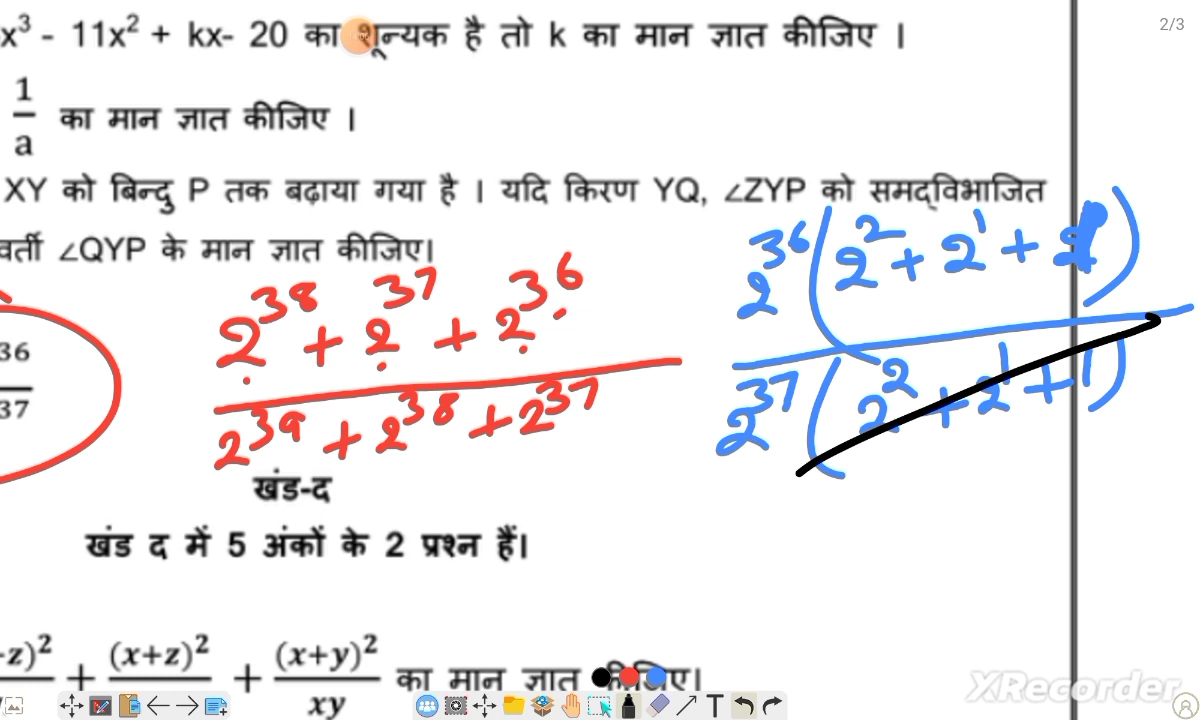 2/3
x³ - 11x² + kx- 20 का शून्यक है तो k का मान ज्ञात कीजिए ।
1/a का मान ज्ञात कीजिए ।
XY को बिन्दु P तक बढ़ाया गया है । यदि किरण YQ, ∠ZYP को समद्विभाजित
वर्ती ∠QYP के मान ज्ञात कीजिए।
36
37
2³⁸ + 2³⁷ + 2³⁶
2³⁹ + 2³⁸ + 2³⁷
2³⁶(2² + 2¹ + )
2³⁷(2² + 2¹ + 1)
खंड-द
खंड द में 5 अंकों के 2 प्रश्न हैं।
z)² + (x+z)² + (x+y)²/xy का मान ज्ञात कीजिए।
T
XRecorder